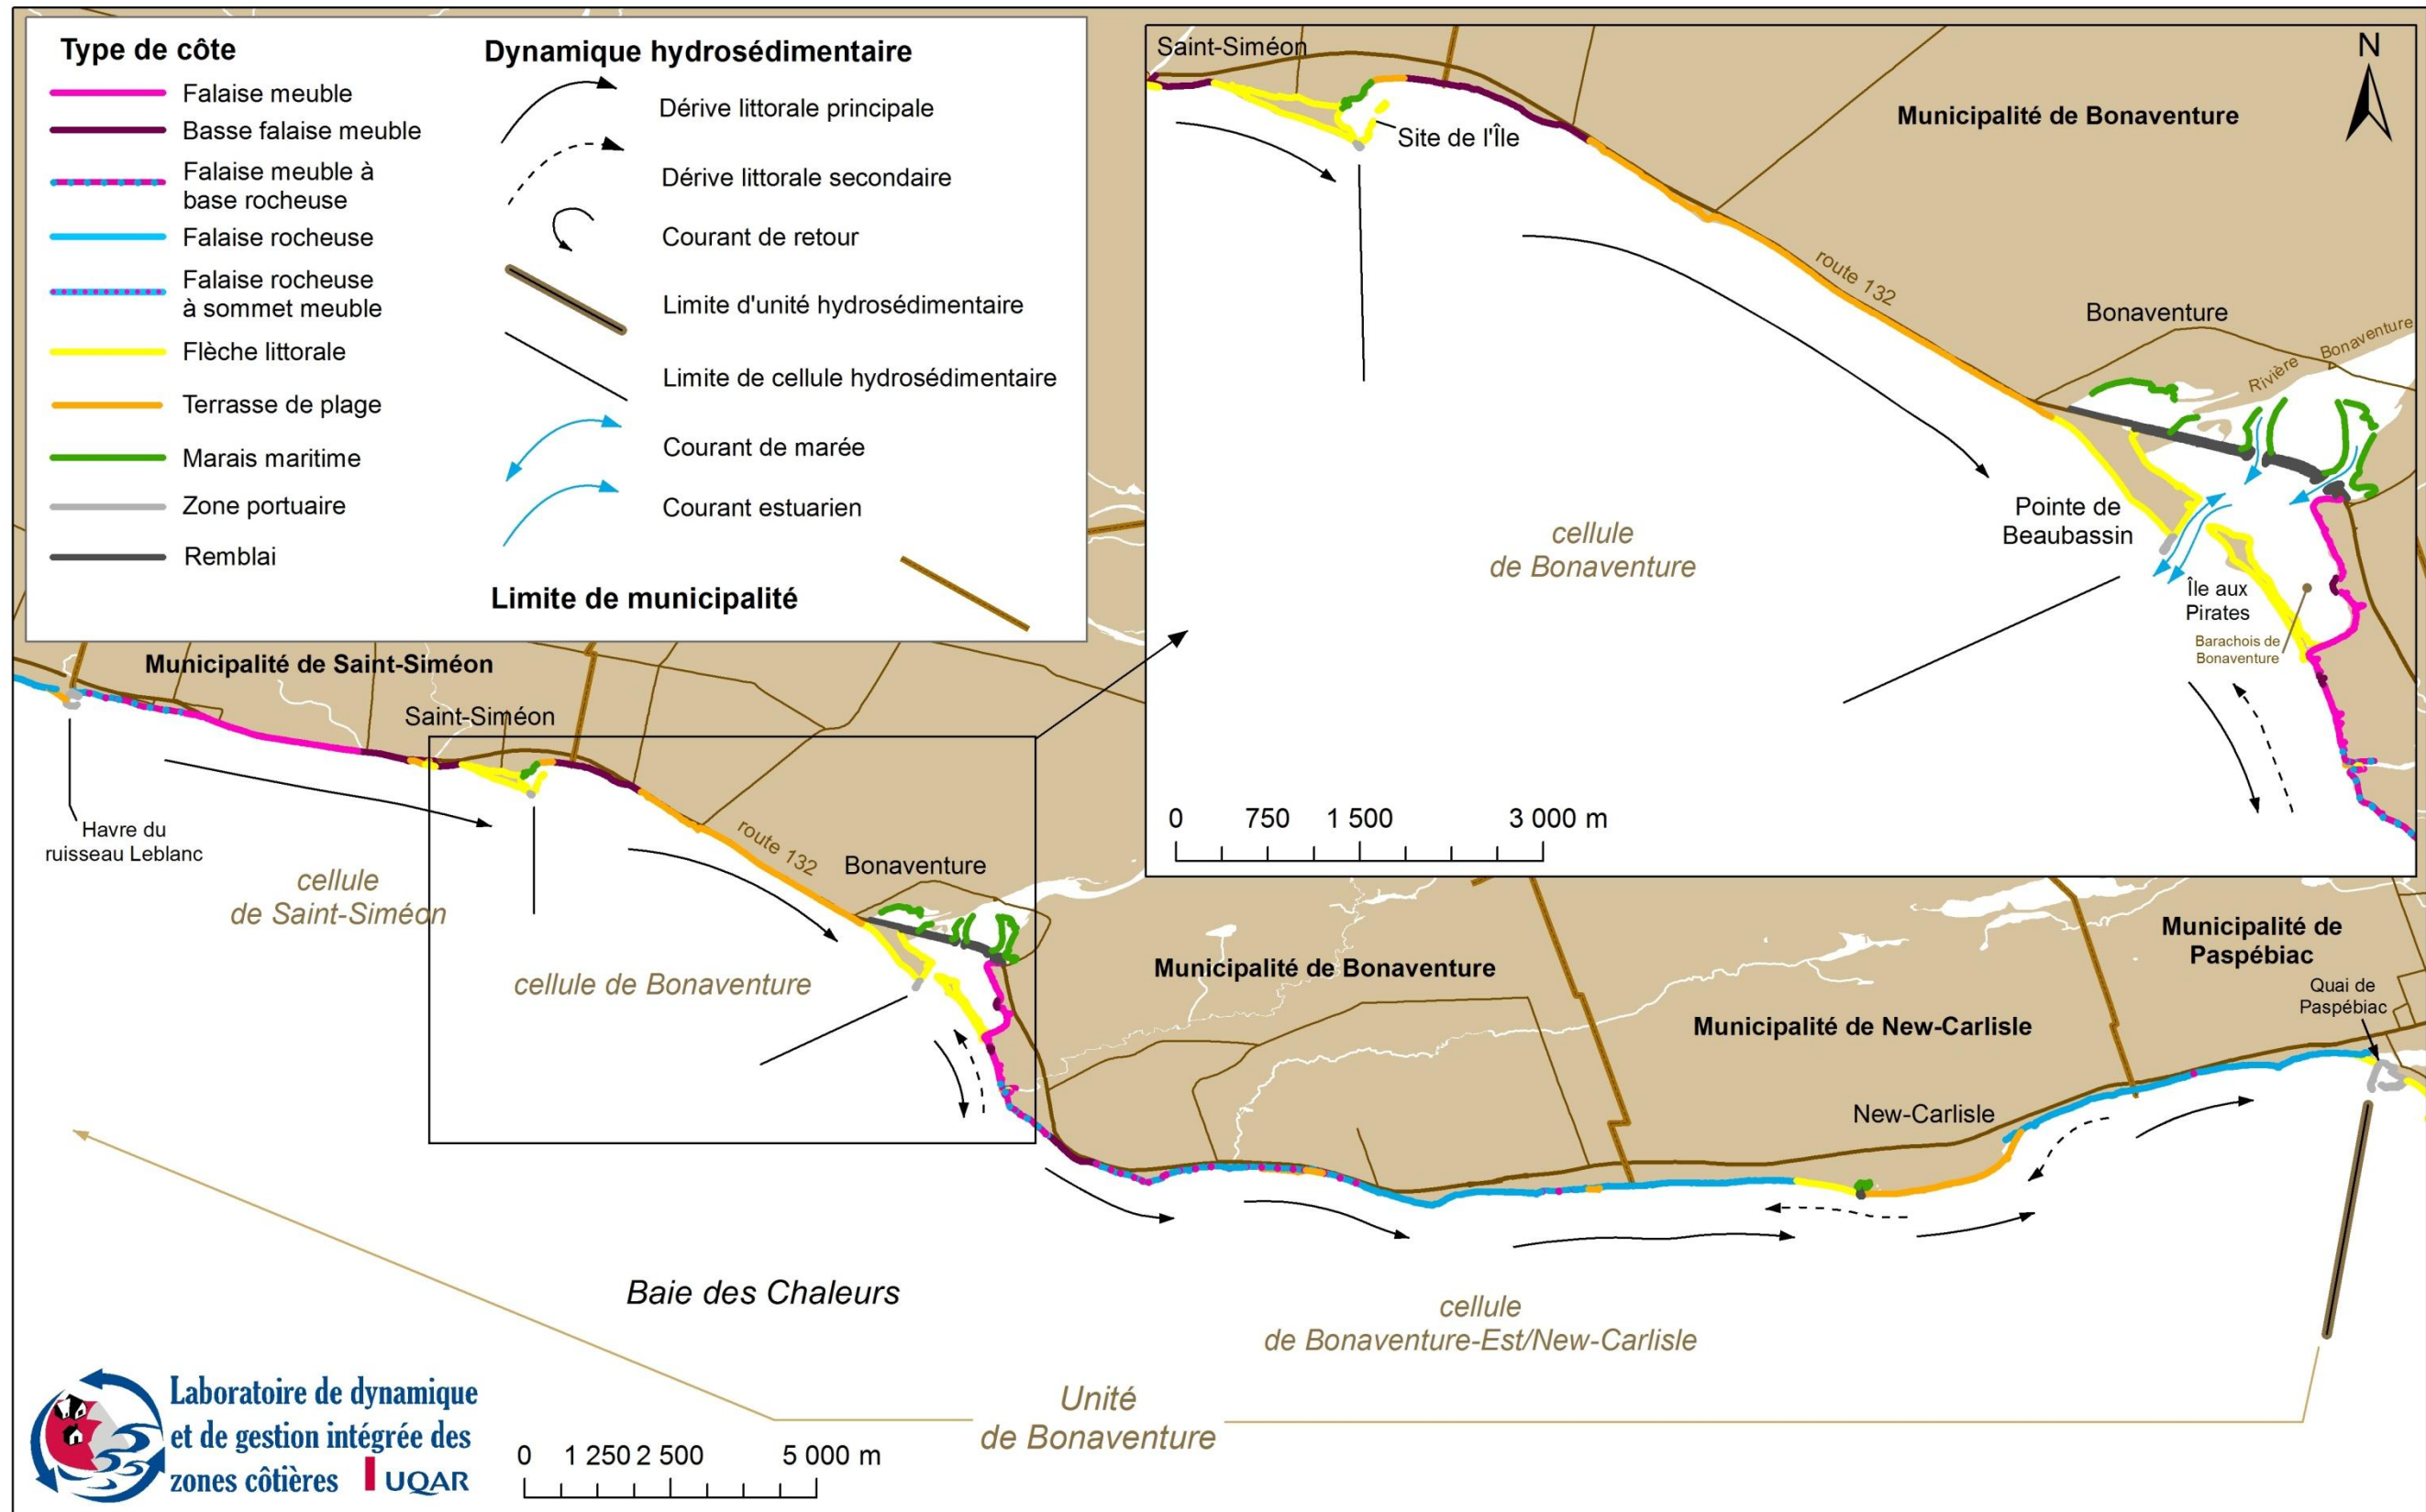 Type de côte
Falaise meuble
Basse falaise meuble
Falaise meuble à
base rocheuse
Falaise rocheuse
Falaise rocheuse
à sommet meuble
Flèche littorale
Terrasse de plage
Marais maritime
Zone portuaire
Remblai
Dynamique hydrosédimentaire
Dérive littorale principale
Dérive littorale secondaire
Courant de retour
Limite d'unité hydrosédimentaire
Limite de cellule hydrosédimentaire
Courant de marée
Courant estuarien
Limite de municipalité
Saint-Siméon
Site de l'Île
Municipalité de Bonaventure
N
route 132
Bonaventure
Rivière Bonaventure
Pointe de
Beaubassin
cellule
de Bonaventure
Île aux
Pirates
Barachois de
Bonaventure
0 750 1 500 3 000 m
Municipalité de Saint-Siméon
Saint-Siméon
Havre du
ruisseau Leblanc
cellule
de Saint-Siméon
route 132
Bonaventure
cellule de Bonaventure
Municipalité de Bonaventure
Municipalité de
Paspébiac
Quai de
Paspébiac
Municipalité de New-Carlisle
New-Carlisle
Baie des Chaleurs
cellule
de Bonaventure-Est/New-Carlisle
Unité
de Bonaventure
Laboratoire de dynamique
et de gestion intégrée des
zones côtières UQAR
0 1 250 2 500 5 000 m